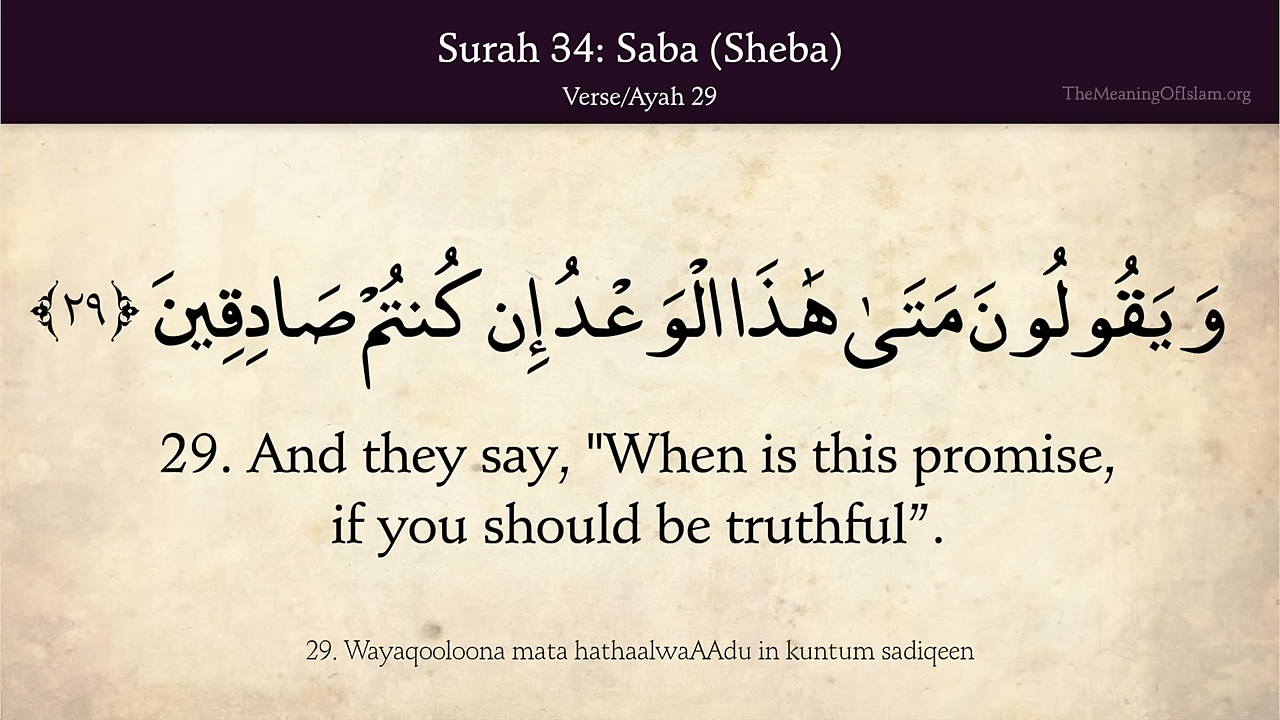 Surah 34: Saba (Sheba)
Verse/Ayah 29
TheMeaningOfIslam.org
وَيَقُولُونَ مَتَىٰ هَٰذَا الْوَعْدُ إِن كُنتُمْ صَادِقِينَ ﴿٢٩﴾
29. And they say, "When is this promise,
if you should be truthful”.
29. Wayaqooloona mata hathaalwaAAdu in kuntum sadiqeen